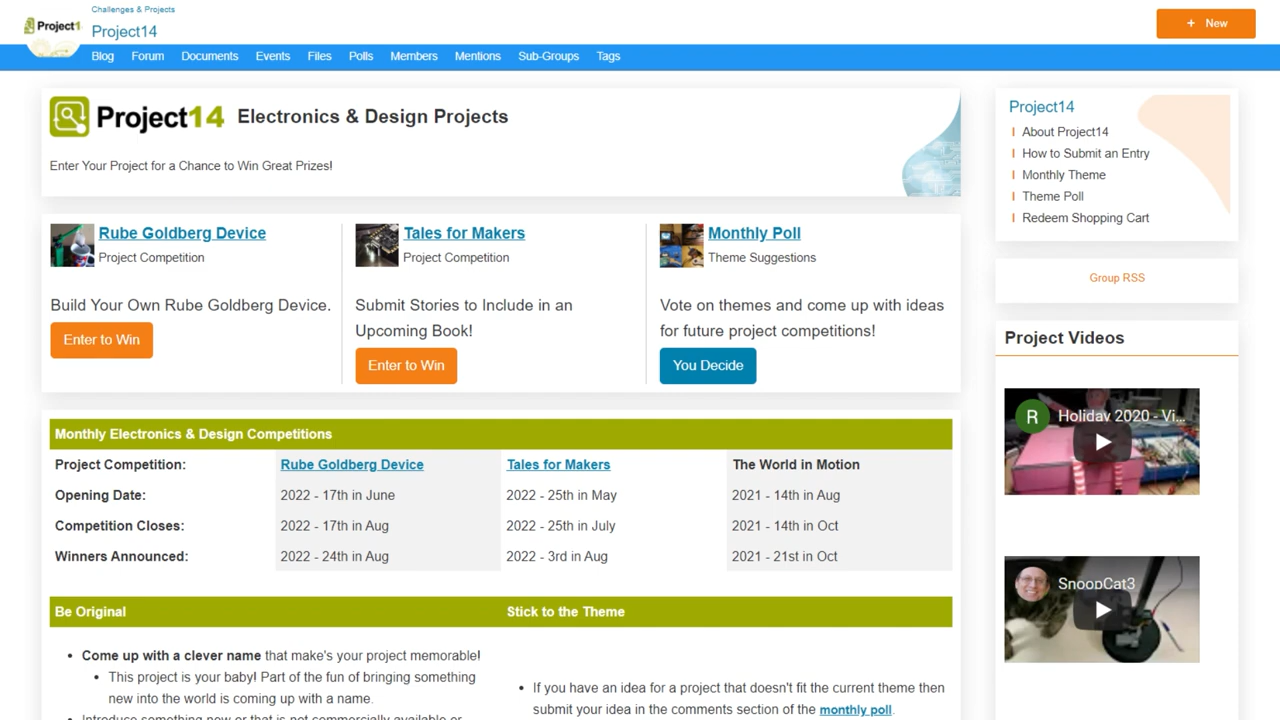 Challenges & Projects
Project1
Project14
+ New
Blog Forum Documents Events Files Polls Members Mentions Sub-Groups Tags
Project14 Electronics & Design Projects
Enter Your Project for a Chance to Win Great Prizes!
Rube Goldberg Device
Project Competition
Build Your Own Rube Goldberg Device.
Enter to Win
Tales for Makers
Project Competition
Submit Stories to Include in an
Upcoming Book!
Enter to Win
Monthly Poll
Theme Suggestions
Vote on themes and come up with ideas
for future project competitions!
You Decide
Monthly Electronics & Design Competitions
Project Competition: Rube Goldberg Device Tales for Makers The World in Motion
Opening Date: 2022 - 17th in June 2022 - 25th in May 2021 - 14th in Aug
Competition Closes: 2022 - 17th in Aug 2022 - 25th in July 2021 - 14th in Oct
Winners Announced: 2022 - 24th in Aug 2022 - 3rd in Aug 2021 - 21st in Oct
Be Original Stick to the Theme
• Come up with a clever name that make's your project memorable!
• This project is your baby! Part of the fun of bringing something
new into the world is coming up with a name.
• Introduce something new or that is not commercially available or
• If you have an idea for a project that doesn't fit the current theme then
submit your idea in the comments section of the monthly poll.
Project14
About Project14
How to Submit an Entry
Monthly Theme
Theme Poll
Redeem Shopping Cart
Group RSS
Project Videos
R Holiday 2020 - Vi...
SnoopCat3